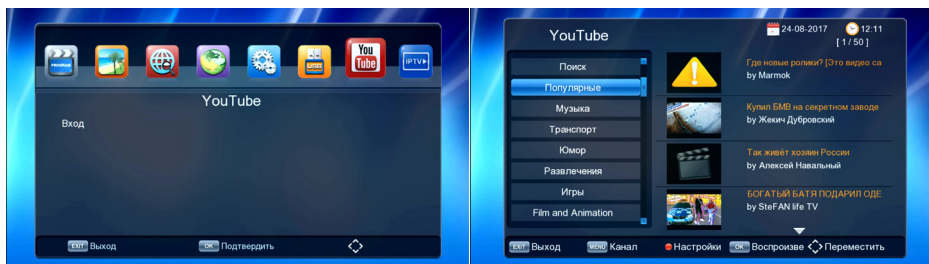 PROGRAM
USB
You
Tube
IPTV
YouTube
Вход
EXIT Выход
OK Подтвердить
YouTube
24-08-2017 12:11
[ 1 / 50 ]
Поиск
Популярные
Музыка
Транспорт
Юмор
Развлечения
Игры
Film and Animation
Где новые ролики? [Это видео са
by Marmok
Купил БМВ на секретном заводе
by Жекич Дубровский
Так живёт хозяин России
by Алексей Навальный
БОГАТЫЙ БАТЯ ПОДАРИЛ ОДЕ
by SteFAN life TV
EXIT Выход
MENU Канал
Настройки
OK Воспроизве
Переместить